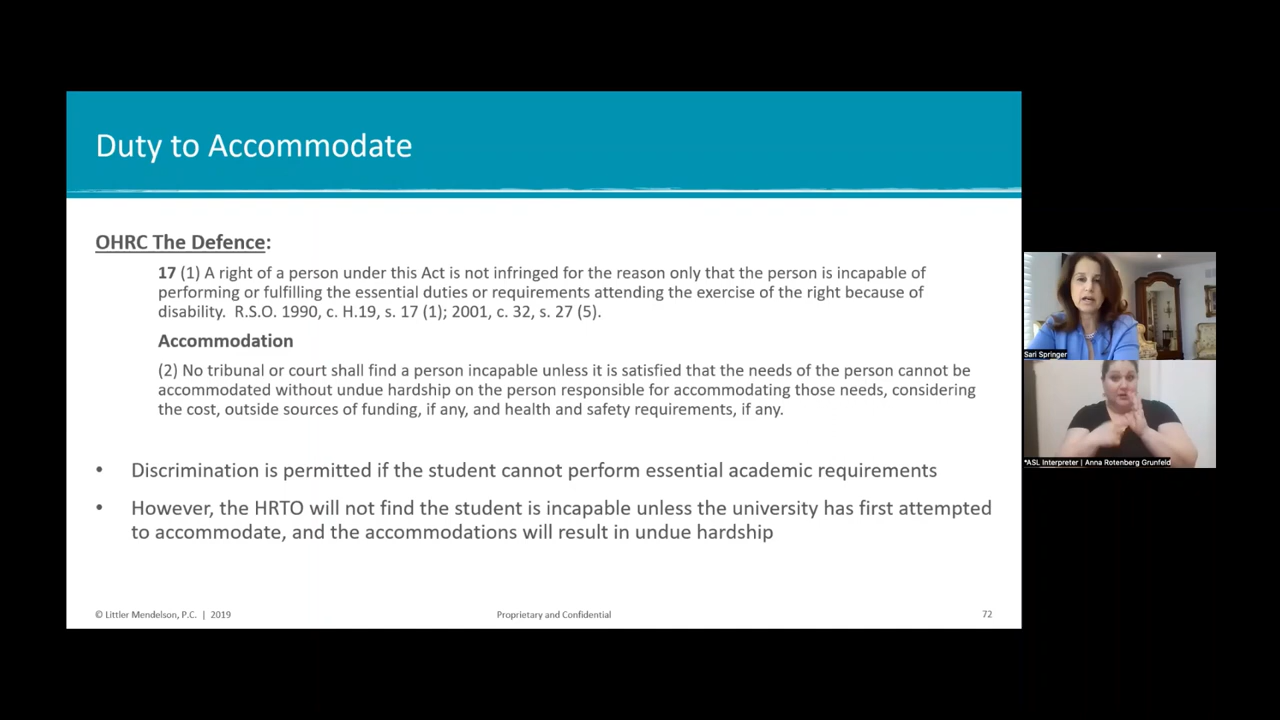 Duty to Accommodate
OHRC The Defence:
17 (1) A right of a person under this Act is not infringed for the reason only that the person is incapable of
performing or fulfilling the essential duties or requirements attending the exercise of the right because of
disability.  R.S.O. 1990, c. H.19, s. 17 (1); 2001, c. 32, s. 27 (5).
Accommodation
(2) No tribunal or court shall find a person incapable unless it is satisfied that the needs of the person cannot be
accommodated without undue hardship on the person responsible for accommodating those needs, considering
the cost, outside sources of funding, if any, and health and safety requirements, if any.
• Discrimination is permitted if the student cannot perform essential academic requirements
• However, the HRTO will not find the student is incapable unless the university has first attempted
to accommodate, and the accommodations will result in undue hardship
© Littler Mendelson, P.C. | 2019
Proprietary and Confidential
72
Sari Springer
*ASL Interpreter | Anna Rotenberg Grunfeld